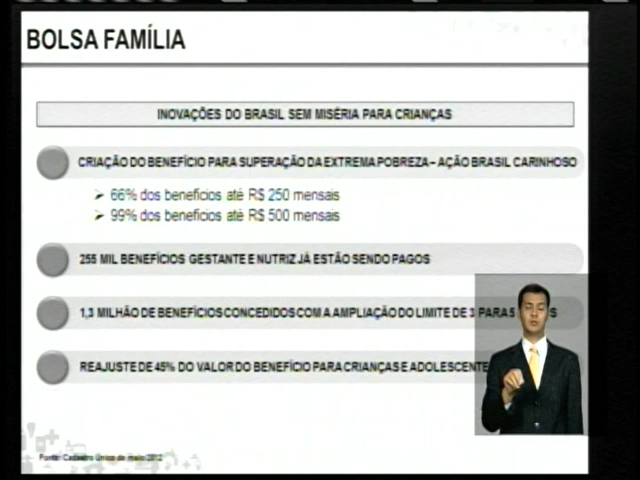 BOLSA FAMÍLIA
INOVAÇÕES DO BRASIL SEM MISÉRIA PARA CRIANÇAS
CRIAÇÃO DO BENEFÍCIO PARA SUPERAÇÃO DA EXTREMA POBREZA – AÇÃO BRASIL CARINHOSO
➢ 66% dos benefícios até R$ 250 mensais
➢ 99% dos benefícios até R$ 500 mensais
255 MIL BENEFÍCIOS GESTANTE E NUTRIZ JÁ ESTÃO SENDO PAGOS
1,3 MILHÃO DE BENEFÍCIOS CONCEDIDOS COM A AMPLIAÇÃO DO LIMITE DE 3 PARA 5
REAJUSTE DE 45% DO VALOR DO BENEFÍCIO PARA CRIANÇAS E ADOLESCENTE
Fonte: Cadastro Único de maio 2012